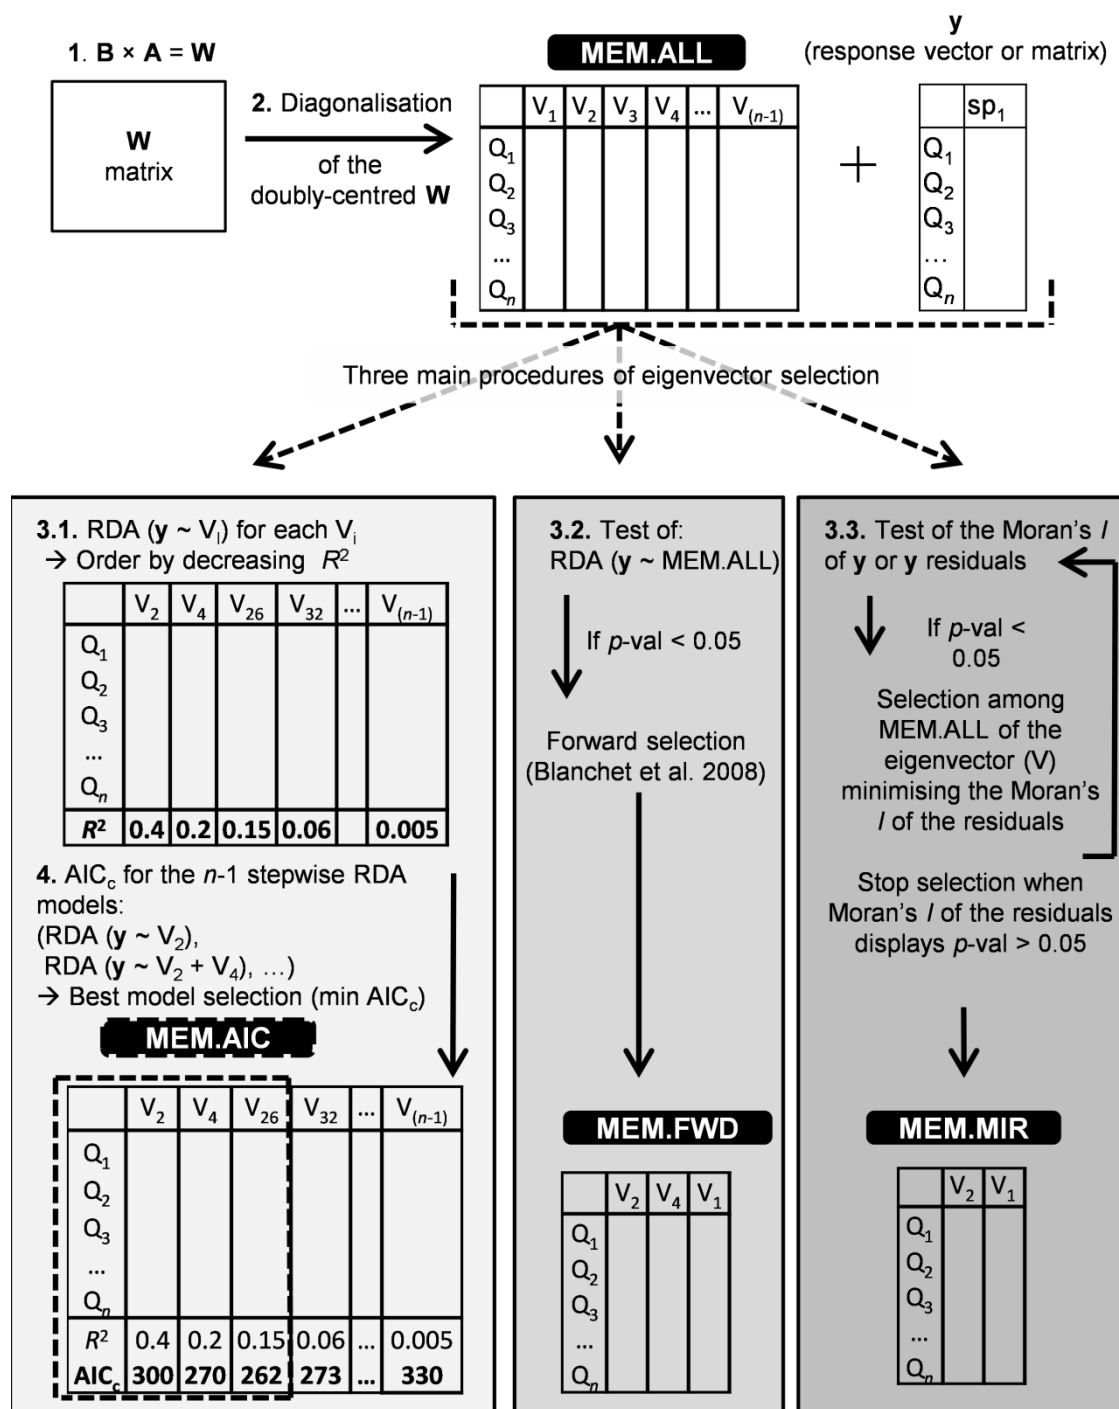 1. B × A = W
W
matrix
2. Diagonalisation
of the
doubly-centred W
MEM.ALL
V1 V2 V3 V4 ... V(n-1)
Q1
Q2
Q3
...
Qn
+
y
(response vector or matrix)
sp1
Q1
Q2
Q3
...
Qn
Three main procedures of eigenvector selection
3.1. RDA (y ~ VI) for each Vi
→ Order by decreasing R²
V2 V4 V26 V32 ... V(n-1)
Q1
Q2
Q3
...
Qn
R² 0.4 0.2 0.15 0.06 0.005
4. AICc for the n-1 stepwise RDA
models:
(RDA (y ~ V2),
RDA (y ~ V2 + V4), ...)
→ Best model selection (min AICc)
MEM.AIC
V2 V4 V26 V32 ... V(n-1)
Q1
Q2
Q3
...
Qn
R² 0.4 0.2 0.15 0.06 ... 0.005
AICc 300 270 262 273 ... 330
3.2. Test of:
RDA (y ~ MEM.ALL)
If p-val < 0.05
Forward selection
(Blanchet et al. 2008)
MEM.FWD
V2 V4 V1
Q1
Q2
Q3
...
Qn
3.3. Test of the Moran's I
of y or y residuals
If p-val <
0.05
Selection among
MEM.ALL of the
eigenvector (V)
minimising the Moran's
I of the residuals
Stop selection when
Moran's I of the residuals
displays p-val > 0.05
MEM.MIR
V2 V1
Q1
Q2
Q3
...
Qn